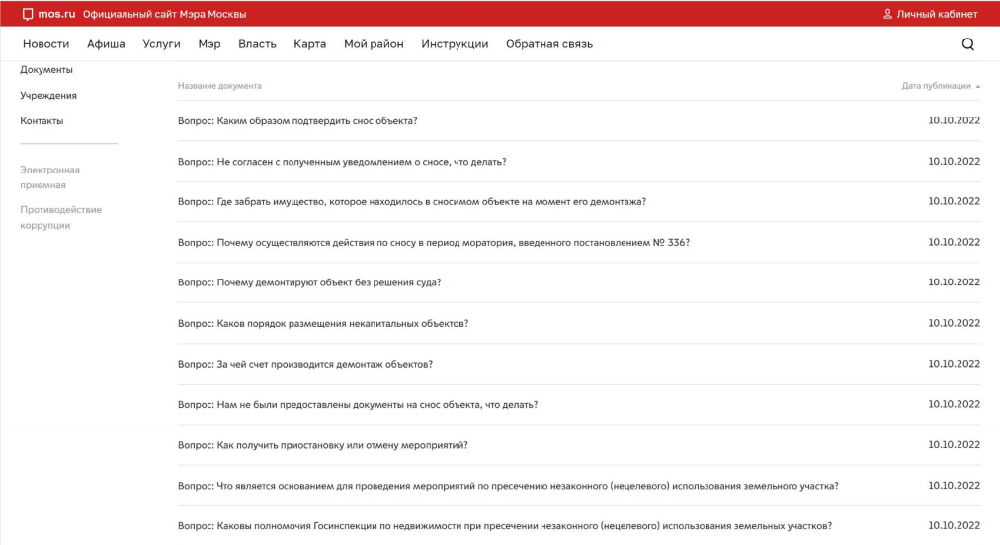 mos.ru Официальный сайт Мэра Москвы Личный кабинет
Новости Афиша Услуги Мэр Власть Карта Мой район Инструкции Обратная связь
Документы
Учреждения
Контакты
Электронная
приемная
Противодействие
коррупции
Название документа Дата публикации
Вопрос: Каким образом подтвердить снос объекта? 10.10.2022
Вопрос: Не согласен с полученным уведомлением о сносе, что делать? 10.10.2022
Вопрос: Где забрать имущество, которое находилось в сносимом объекте на момент его демонтажа? 10.10.2022
Вопрос: Почему осуществляются действия по сносу в период моратория, введенного постановлением № 336? 10.10.2022
Вопрос: Почему демонтируют объект без решения суда? 10.10.2022
Вопрос: Каков порядок размещения некапитальных объектов? 10.10.2022
Вопрос: За чей счет производится демонтаж объектов? 10.10.2022
Вопрос: Нам не были предоставлены документы на снос объекта, что делать? 10.10.2022
Вопрос: Как получить приостановку или отмену мероприятий? 10.10.2022
Вопрос: Что является основанием для проведения мероприятий по пресечению незаконного (нецелевого) использования земельного участка? 10.10.2022
Вопрос: Каковы полномочия Госинспекции по недвижимости при пресечении незаконного (нецелевого) использования земельных участков? 10.10.2022